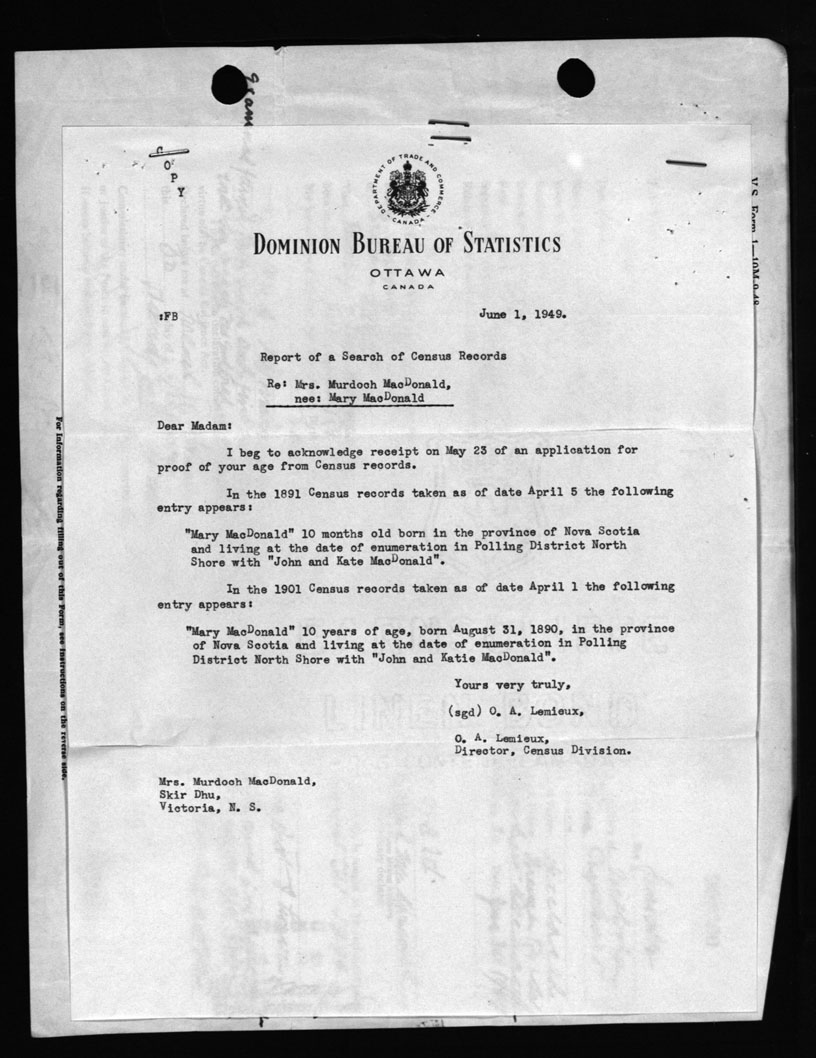 COPY
DEPARTMENT OF TRADE AND COMMERCE
CANADA
DOMINION BUREAU OF STATISTICS
OTTAWA
CANADA
:FB
June 1, 1949.
Report of a Search of Census Records
Re: Mrs. Murdoch MacDonald,
nee: Mary MacDonald
Dear Madam:
I beg to acknowledge receipt on May 23 of an application for
proof of your age from Census records.
In the 1891 Census records taken as of date April 5 the following
entry appears:
"Mary MacDonald" 10 months old born in the province of Nova Scotia
and living at the date of enumeration in Polling District North
Shore with "John and Kate MacDonald".
In the 1901 Census records taken as of date April 1 the following
entry appears:
"Mary MacDonald" 10 years of age, born August 31, 1890, in the province
of Nova Scotia and living at the date of enumeration in Polling
District North Shore with "John and Katie MacDonald".
Yours very truly,
(sgd) O. A. Lemieux,
O. A. Lemieux,
Director, Census Division.
Mrs. Murdoch MacDonald,
Skir Dhu,
Victoria, N. S.
For Information regarding filling out of this Form, see Instructions on the reverse side.
V.S. Form 1—10M-9-48